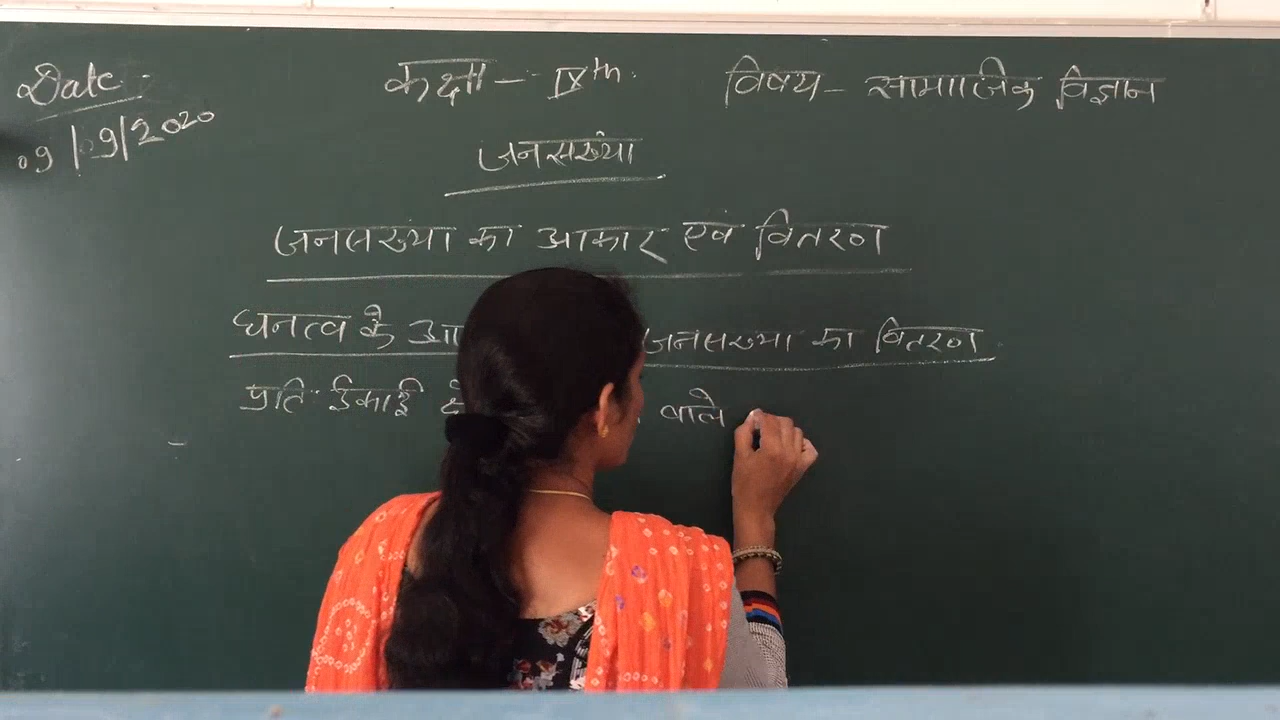 Date :-
कक्षा - IXth.
विषय - सामाजिक विज्ञान
09/09/2020
जनसंख्या
जनसंख्या का आकार एवं वितरण
घनत्व के जनसंख्या का वितरण
प्रति इकाई वाले